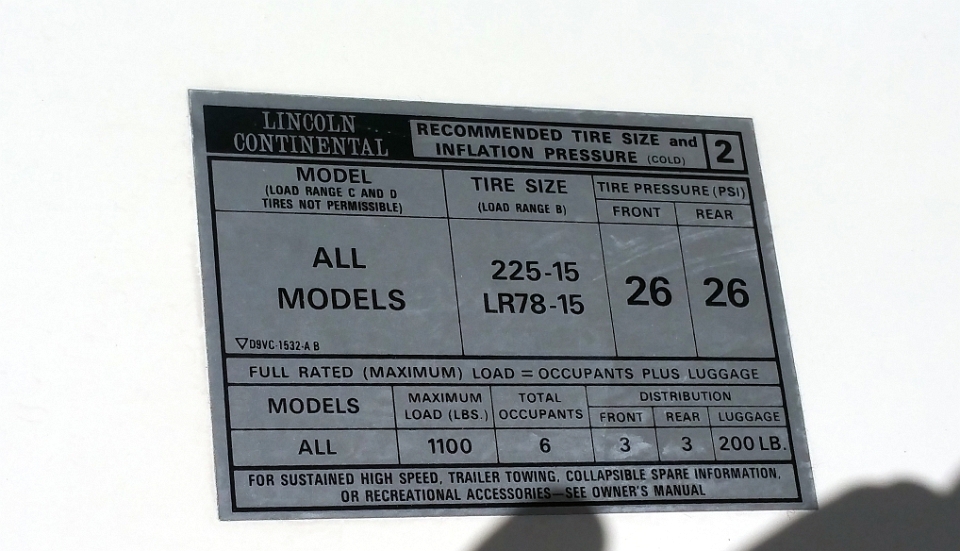 LINCOLN
CONTINENTAL
RECOMMENDED TIRE SIZE and
INFLATION PRESSURE (COLD)
2
MODEL
(LOAD RANGE C AND D
TIRES NOT PERMISSIBLE)
TIRE SIZE
(LOAD RANGE B)
TIRE PRESSURE (PSI)
FRONT REAR
ALL
MODELS
225-15
LR78-15
26 26
▽D9VC-1532-A B
FULL RATED (MAXIMUM) LOAD = OCCUPANTS PLUS LUGGAGE
MODELS
MAXIMUM
LOAD (LBS.)
TOTAL
OCCUPANTS
DISTRIBUTION
FRONT REAR LUGGAGE
ALL 1100 6 3 3 200 LB.
FOR SUSTAINED HIGH SPEED, TRAILER TOWING, COLLAPSIBLE SPARE INFORMATION,
OR RECREATIONAL ACCESSORIES—SEE OWNER'S MANUAL